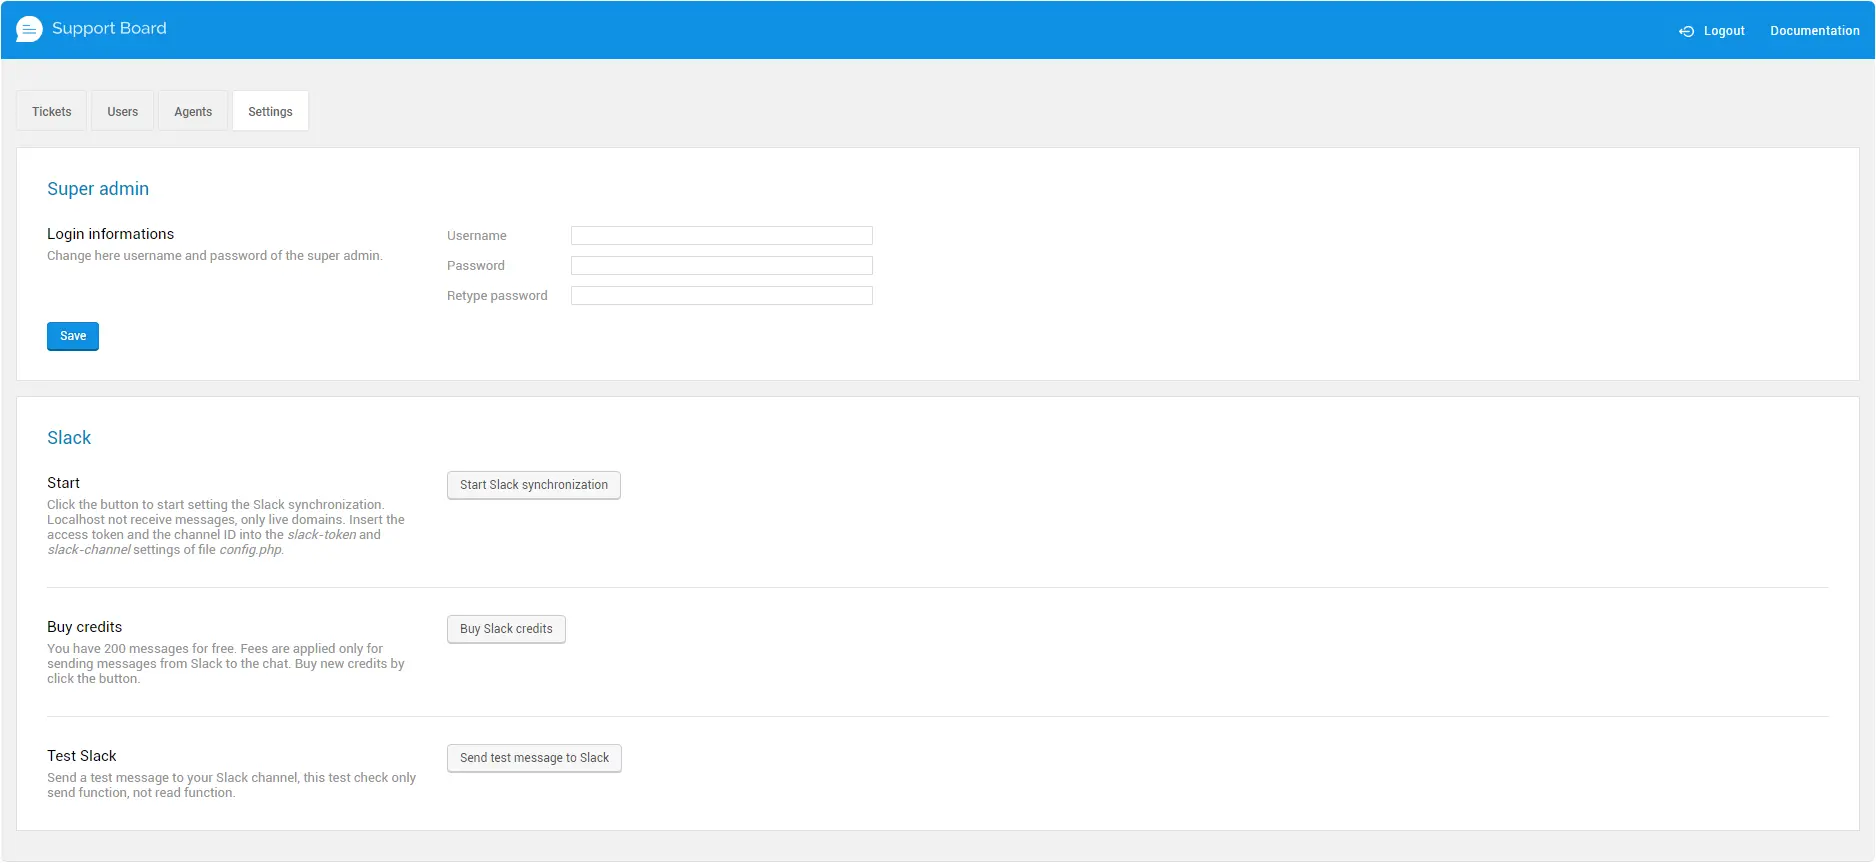 Support Board
Logout
Documentation
Tickets
Users
Agents
Settings
Super admin
Login informations
Change here username and password of the super admin.
Username
Password
Retype password
Save
Slack
Start
Click the button to start setting the Slack synchronization.
Localhost not receive messages, only live domains. Insert the
access token and the channel ID into the slack-token and
slack-channel settings of file config.php.
Start Slack synchronization
Buy credits
You have 200 messages for free. Fees are applied only for
sending messages from Slack to the chat. Buy new credits by
click the button.
Buy Slack credits
Test Slack
Send a test message to your Slack channel, this test check only
send function, not read function.
Send test message to Slack